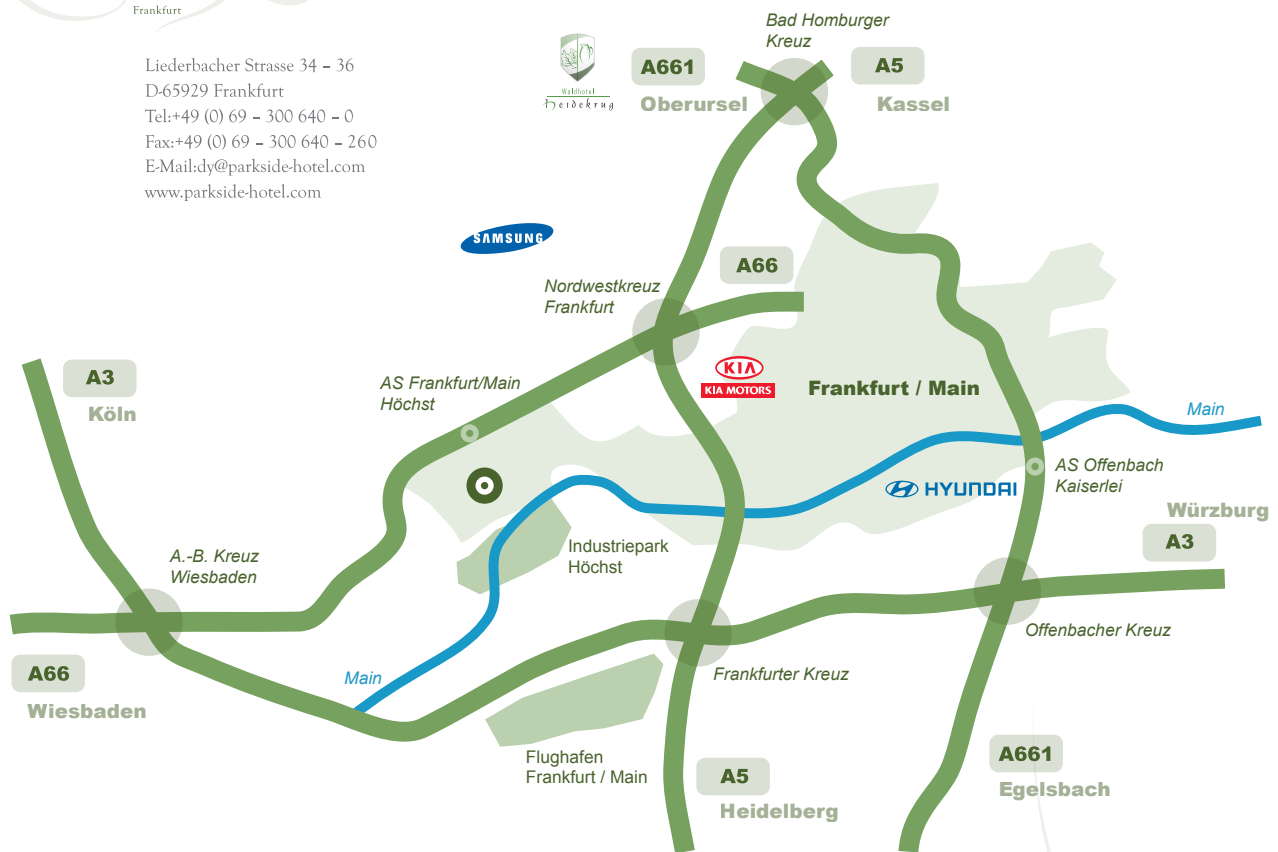 Frankfurt
Liederbacher Strasse 34 – 36
D-65929 Frankfurt
Tel:+49 (0) 69 – 300 640 – 0
Fax:+49 (0) 69 – 300 640 – 260
E-Mail:dy@parkside-hotel.com
www.parkside-hotel.com
Waldhotel
Heidekrug
A661
Oberursel
Bad Homburger
Kreuz
A5
Kassel
SAMSUNG
Nordwestkreuz
Frankfurt
A66
A3
Köln
AS Frankfurt/Main
Höchst
KIA
KIA MOTORS
Frankfurt / Main
Main
HYUNDAI
AS Offenbach
Kaiserlei
Würzburg
A3
A.-B. Kreuz
Wiesbaden
Industriepark
Höchst
Offenbacher Kreuz
A66
Wiesbaden
Main
Frankfurter Kreuz
Flughafen
Frankfurt / Main
A5
Heidelberg
A661
Egelsbach